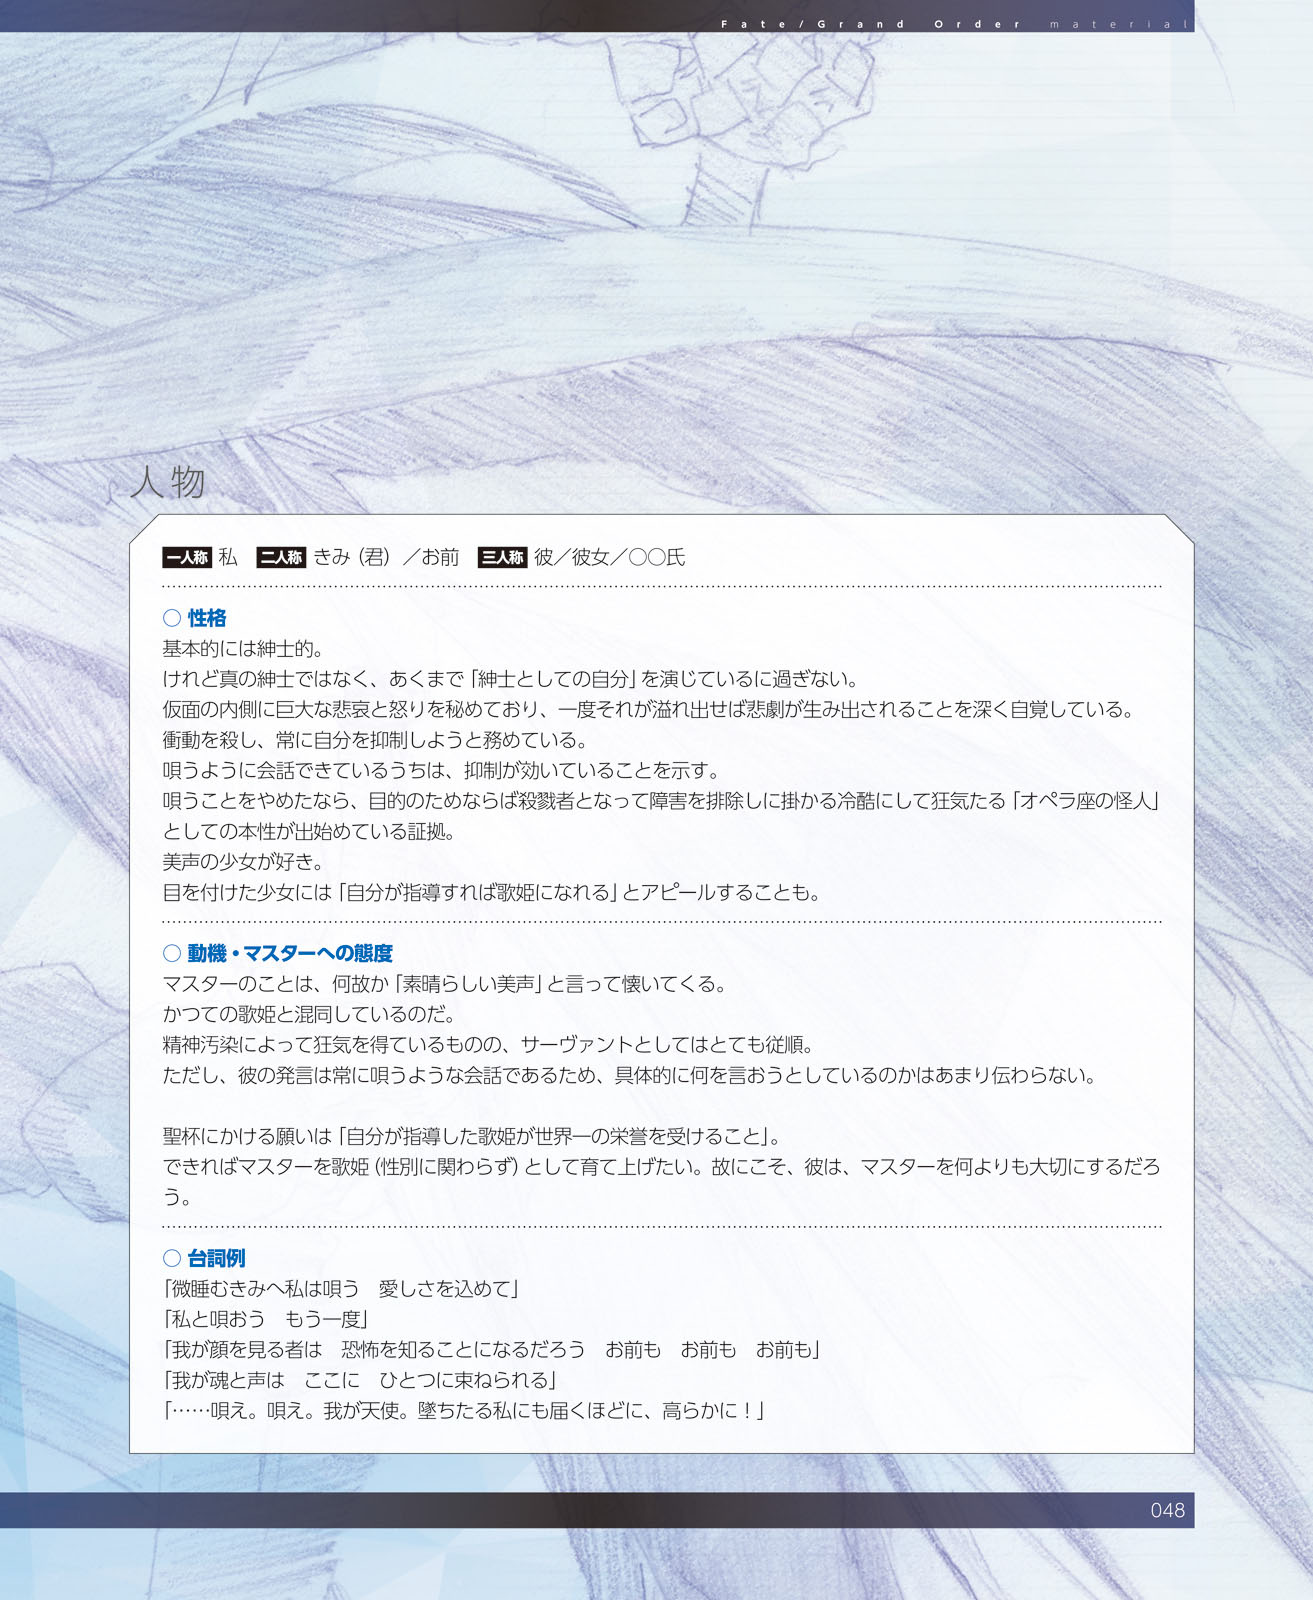 Fate/Grand Order material
人物
一人称 私 二人称 きみ（君）／お前 三人称 彼／彼女／○○氏
○ 性格
基本的には紳士的。
けれど真の紳士ではなく、あくまで「紳士としての自分」を演じているに過ぎない。
仮面の内側に巨大な悲哀と怒りを秘めており、一度それが溢れ出せば悲劇が生み出されることを深く自覚している。
衝動を殺し、常に自分を抑制しようと務めている。
唄うように会話できているうちは、抑制が効いていることを示す。
唄うことをやめたなら、目的のためならば殺戮者となって障害を排除しに掛かる冷酷にして狂気たる「オペラ座の怪人」
としての本性が出始めている証拠。
美声の少女が好き。
目を付けた少女には「自分が指導すれば歌姫になれる」とアピールすることも。
○ 動機・マスターへの態度
マスターのことは、何故か「素晴らしい美声」と言って懐いてくる。
かつての歌姫と混同しているのだ。
精神汚染によって狂気を得ているものの、サーヴァントとしてはとても従順。
ただし、彼の発言は常に唄うような会話であるため、具体的に何を言おうとしているのかはあまり伝わらない。
聖杯にかける願いは「自分が指導した歌姫が世界一の栄誉を受けること」。
できればマスターを歌姫（性別に関わらず）として育て上げたい。故にこそ、彼は、マスターを何よりも大切にするだろ
う。
○ 台詞例
「微睡むきみへ私は唄う　愛しさを込めて」
「私と唄おう　もう一度」
「我が顔を見る者は　恐怖を知ることになるだろう　お前も　お前も　お前も」
「我が魂と声は　ここに　ひとつに束ねられる」
「……唄え。唄え。我が天使。墜ちたる私にも届くほどに、高らかに！」
048